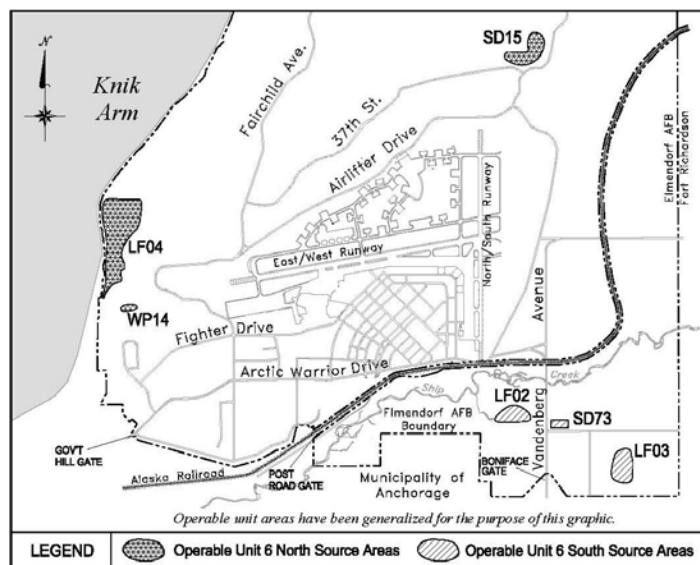 N
Knik
Arm
Fairchild Ave.
37th St.
SD15
Airlifter Drive
Elmendorf AFB
Fort Richardson
LF04
East/West Runway
North/South Runway
WP14
Fighter Drive
Avenue
Arctic Warrior Drive
Ship
Creek
LF02
Elmendorf AFB
Boundary
SD73
Vandenberg
LF03
GOV'T
HILL GATE
Alaska Railroad
POST
ROAD GATE
Municipality of
Anchorage
BONIFACE
GATE
Operable unit areas have been generalized for the purpose of this graphic.
LEGEND
Operable Unit 6 North Source Areas
Operable Unit 6 South Source Areas